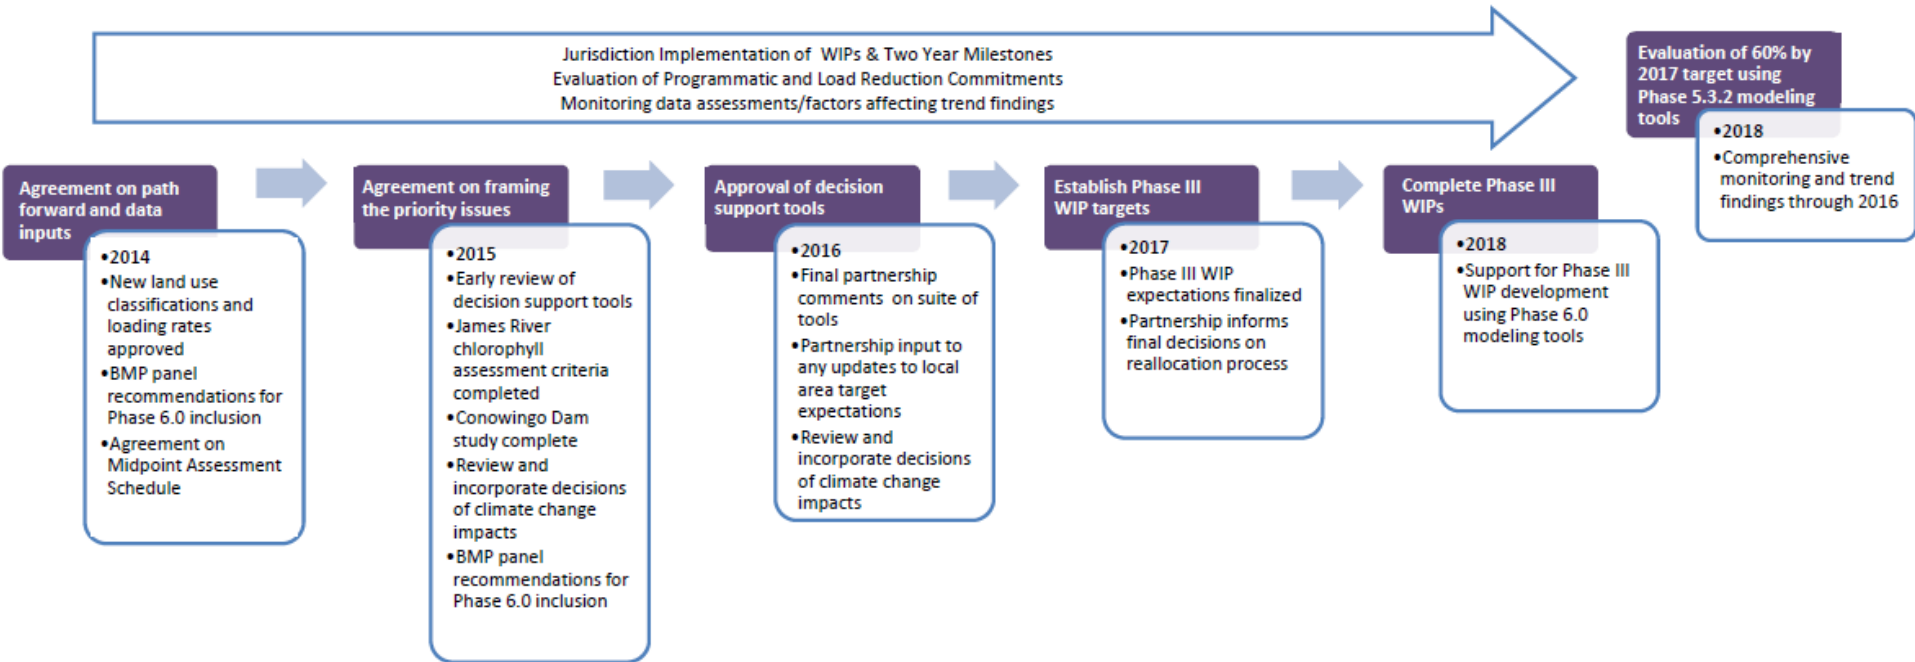 Jurisdiction Implementation of WIPs & Two Year Milestones
Evaluation of Programmatic and Load Reduction Commitments
Monitoring data assessments/factors affecting trend findings
Evaluation of 60% by
2017 target using
Phase 5.3.2 modeling
tools
•2018
•Comprehensive
monitoring and trend
findings through 2016
Agreement on path
forward and data
inputs
•2014
•New land use
classifications and
loading rates
approved
•BMP panel
recommendations for
Phase 6.0 inclusion
•Agreement on
Midpoint Assessment
Schedule
Agreement on framing
the priority issues
•2015
•Early review of
decision support tools
•James River
chlorophyll
assessment criteria
completed
•Conowingo Dam
study complete
•Review and
incorporate decisions
of climate change
impacts
•BMP panel
recommendations for
Phase 6.0 inclusion
Approval of decision
support tools
•2016
•Final partnership
comments on suite of
tools
•Partnership input to
any updates to local
area target
expectations
•Review and
incorporate decisions
of climate change
impacts
Establish Phase III
WIP targets
•2017
•Phase III WIP
expectations finalized
•Partnership informs
final decisions on
reallocation process
Complete Phase III
WIPs
•2018
•Support for Phase III
WIP development
using Phase 6.0
modeling tools